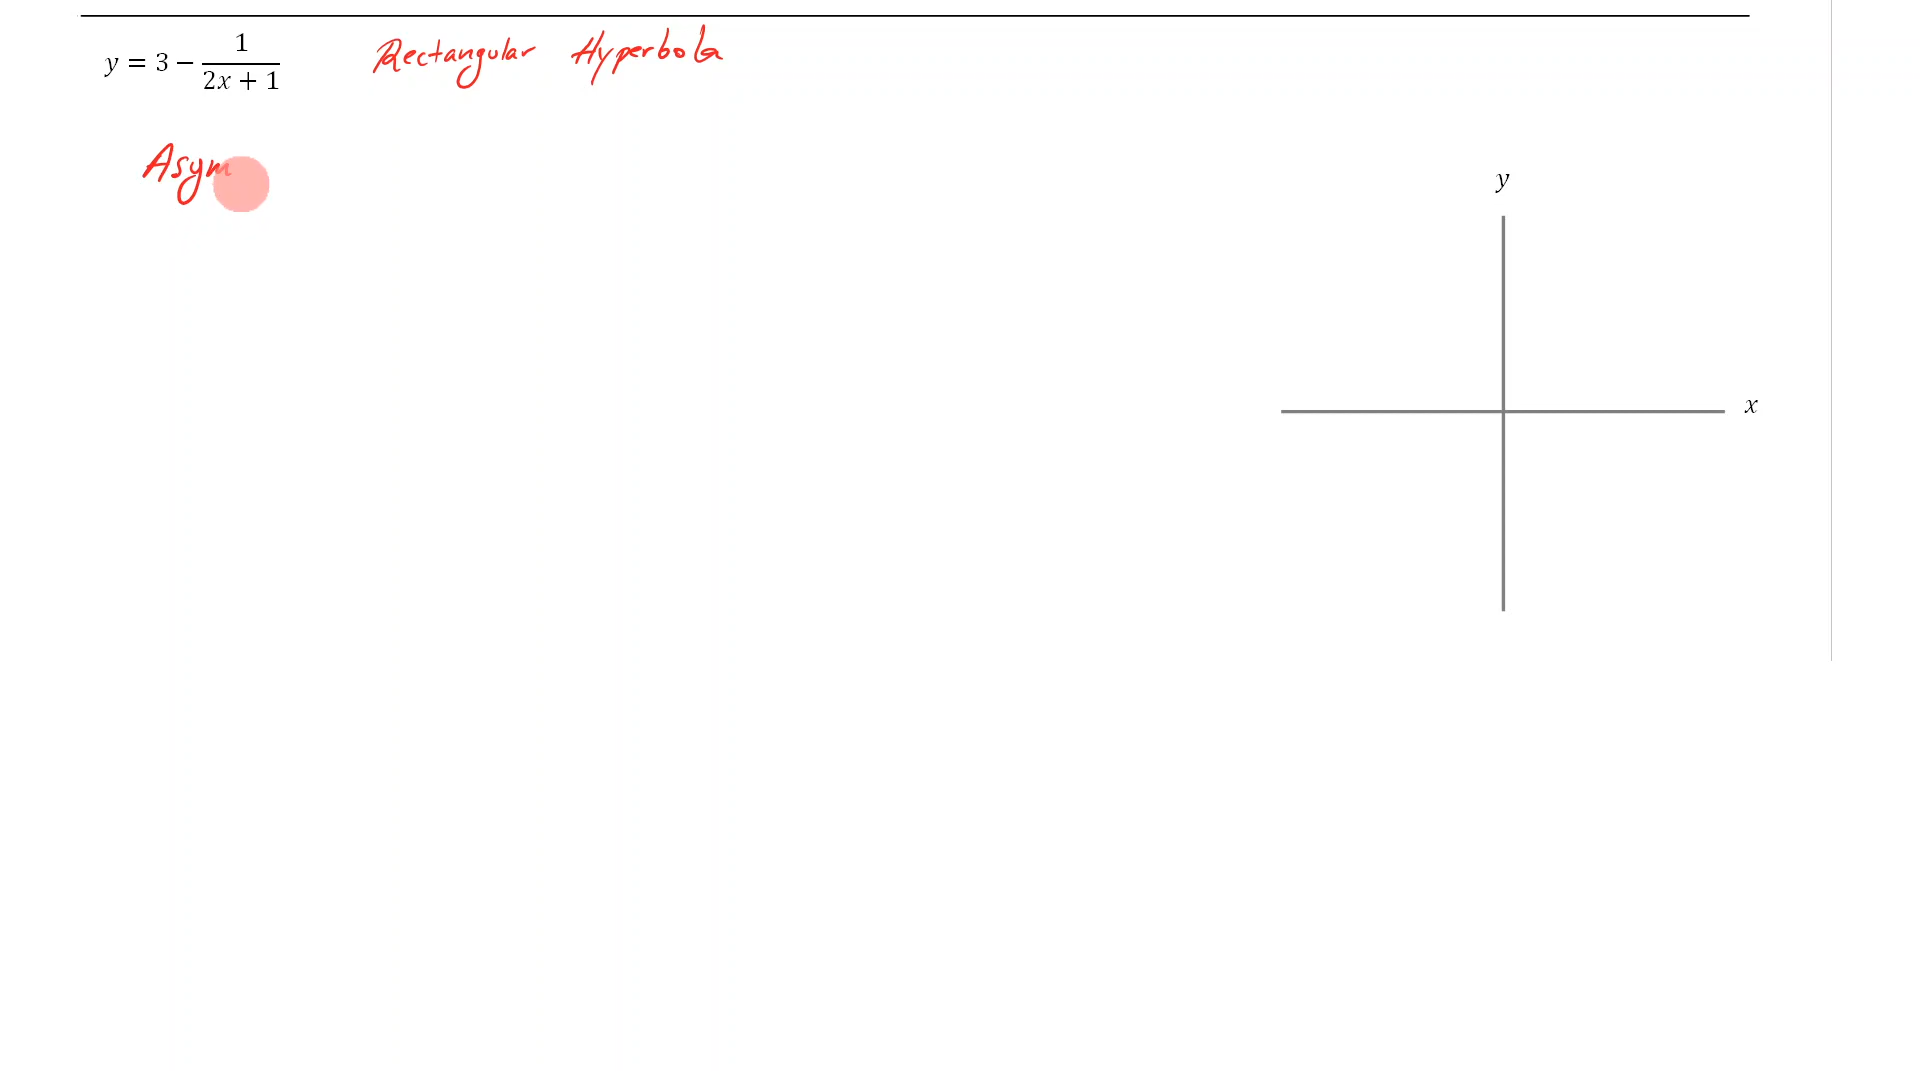 y = 3 − 1/(2x + 1) Rectangular Hyperbola
Asym
y
x